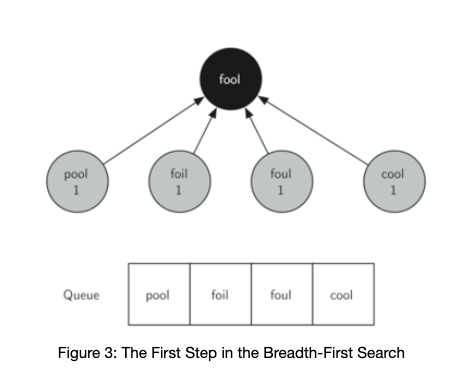 fool
pool foil foul cool
1 1 1 1
Queue pool foil foul cool
Figure 3: The First Step in the Breadth-First Search